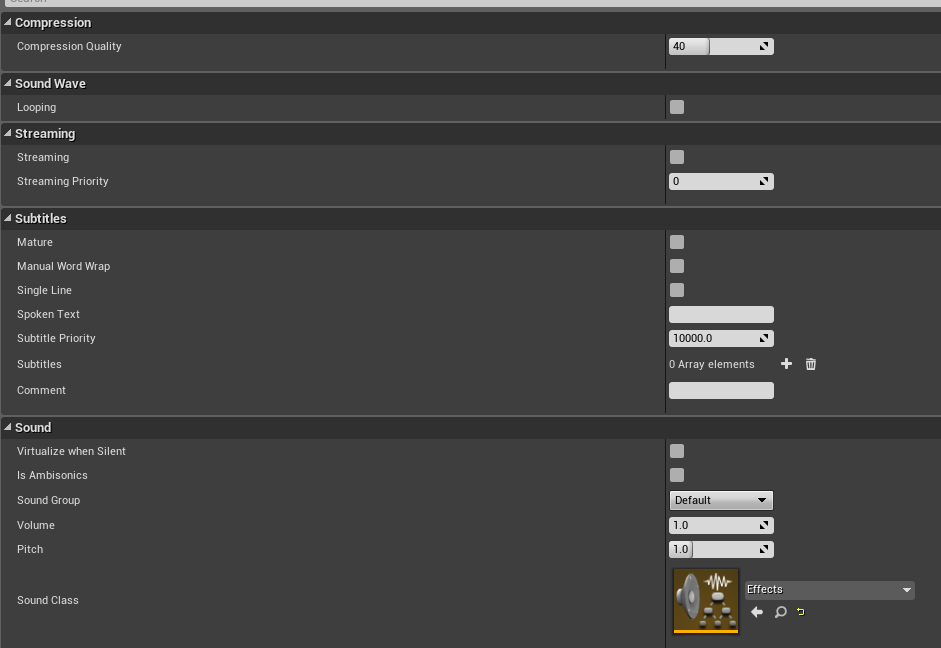 Search
Compression
Compression Quality 40
Sound Wave
Looping
Streaming
Streaming
Streaming Priority 0
Subtitles
Mature
Manual Word Wrap
Single Line
Spoken Text
Subtitle Priority 10000.0
Subtitles 0 Array elements
Comment
Sound
Virtualize when Silent
Is Ambisonics
Sound Group Default
Volume 1.0
Pitch 1.0
Sound Class Effects